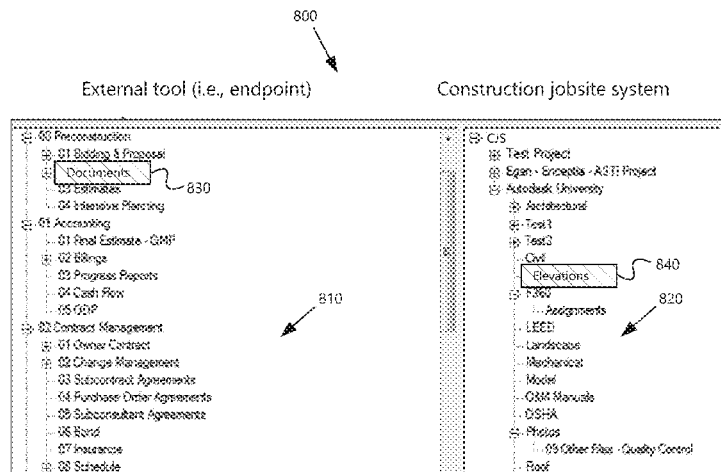 800
External tool (i.e., endpoint)
Construction jobsite system
00 Preconstruction
01 Bidding & Proposal
Documents
830
03 Estimates
04 Intensive Planning
01 Accounting
01 Final Estimate - GMP
02 Billings
03 Progress Reports
04 Cash Flow
05 GDP
810
02 Contract Management
01 Owner Contract
02 Change Management
03 Subcontract Agreements
04 Purchase Order Agreements
05 Subconsultant Agreements
06 Bond
07 Insurance
08 Schedule
CJS
Test Project
Egan - Enceptia - ASTI Project
Autodesk University
Architectural
Test1
Test2
Civil
Elevations
840
F360
Assignments
820
LEED
Landscape
Mechanical
Model
O&M Manuals
OSHA
Photos
09 Other Files - Quality Control
Roof